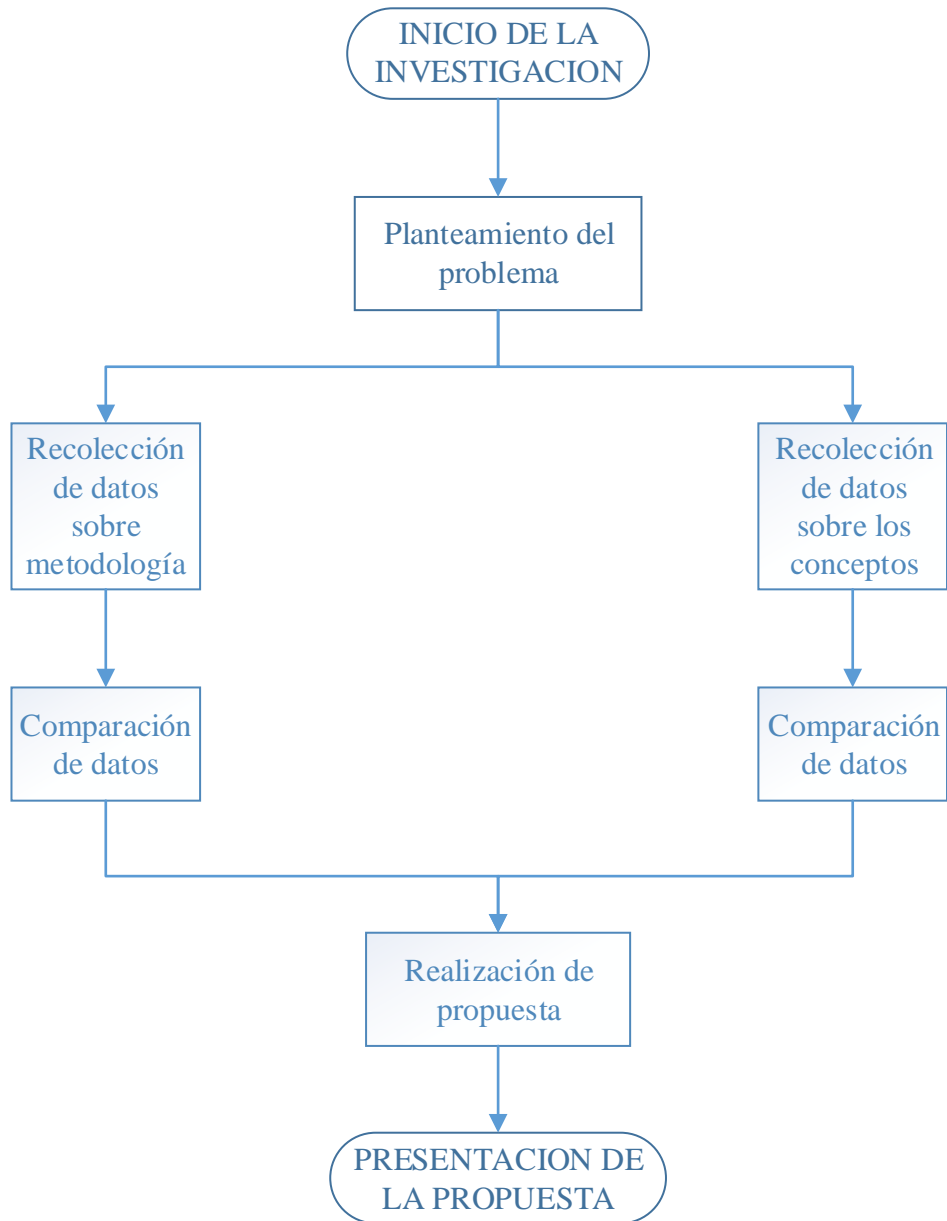 INICIO DE LA
INVESTIGACION
Planteamiento del
problema
Recolección
de datos
sobre
metodología
Recolección
de datos
sobre los
conceptos
Comparación
de datos
Comparación
de datos
Realización de
propuesta
PRESENTACION DE
LA PROPUESTA